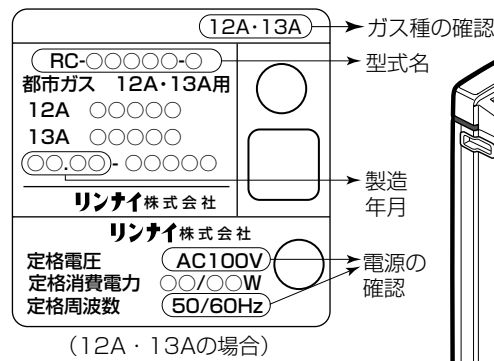 12A・13A
ガス種の確認
RC-○○○○○-○
型式名
都市ガス 12A・13A用
12A ○○○○○
13A ○○○○○
○○.○○-○○○○○
製造
年月
リンナイ株式会社
リンナイ株式会社
定格電圧 AC100V
定格消費電力 ○○/○○W
定格周波数 50/60Hz
電源の
確認
(12A・13Aの場合)